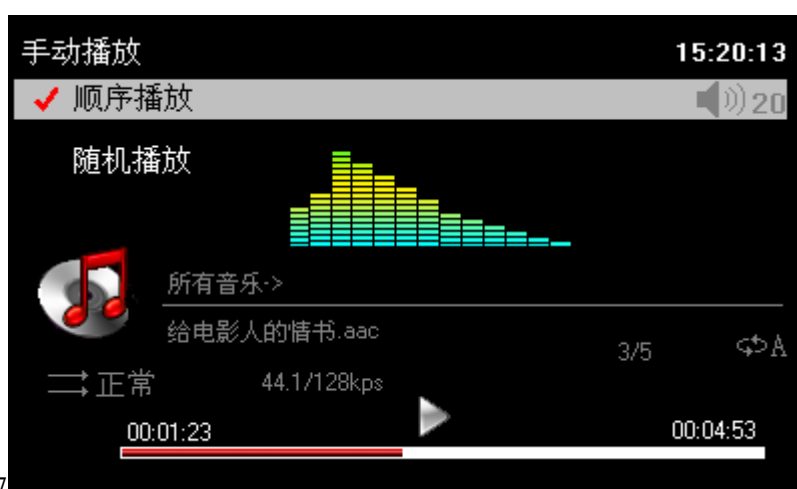 手动播放 15:20:13
顺序播放 20
随机播放
所有音乐->
给电影人的情书.aac
3/5 A
正常 44.1/128kps
00:01:23 00:04:53
7